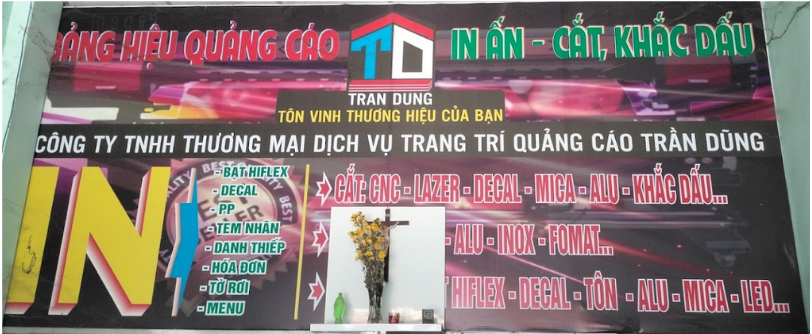 BẢNG HIỆU QUẢNG CÁO
TD
IN ẤN - CẮT, KHẮC DẤU
TRAN DUNG
TÔN VINH THƯƠNG HIỆU CỦA BẠN
CÔNG TY TNHH THƯƠNG MẠI DỊCH VỤ TRANG TRÍ QUẢNG CÁO TRẦN DŨNG
IN
- BẠT HIFLEX
- DECAL
- PP
- TEM NHÃN
- DANH THIẾP
- HÓA ĐƠN
- TỜ RƠI
- MENU
CẮT: CNC - LAZER - DECAL - MICA - ALU - KHẮC DẤU...
- ALU - INOX - FOMAT...
HIFLEX - DECAL - TÔN - ALU - MICA - LED...